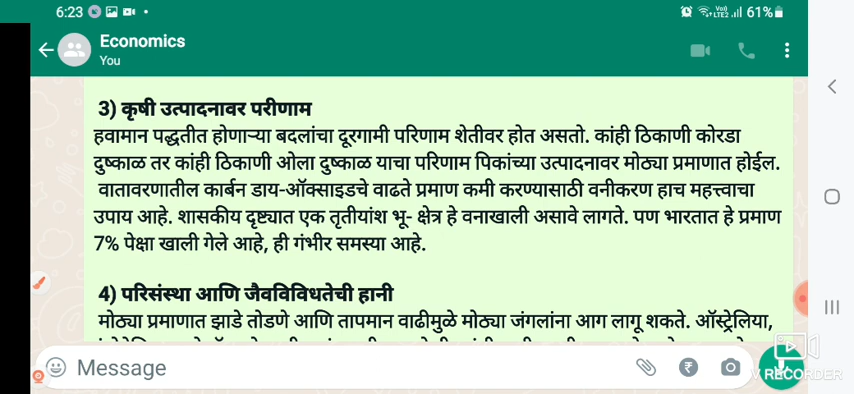 6:23
Vo))
LTE2
61%
Economics
You
3) कृषी उत्पादनावर परीणाम
हवामान पद्धतीत होणाऱ्या बदलांचा दूरगामी परिणाम शेतीवर होत असतो. कांही ठिकाणी कोरडा
दुष्काळ तर कांही ठिकाणी ओला दुष्काळ याचा परिणाम पिकांच्या उत्पादनावर मोठ्या प्रमाणात होईल.
वातावरणातील कार्बन डाय-ऑक्साइडचे वाढते प्रमाण कमी करण्यासाठी वनीकरण हाच महत्त्वाचा
उपाय आहे. शासकीय दृष्ट्यात एक तृतीयांश भू- क्षेत्र हे वनाखाली असावे लागते. पण भारतात हे प्रमाण
7% पेक्षा खाली गेले आहे, ही गंभीर समस्या आहे.
4) परिसंस्था आणि जैवविविधतेची हानी
मोठ्या प्रमाणात झाडे तोडणे आणि तापमान वाढीमुळे मोठ्या जंगलांना आग लागू शकते. ऑस्ट्रेलिया,
Message
V RECORDER